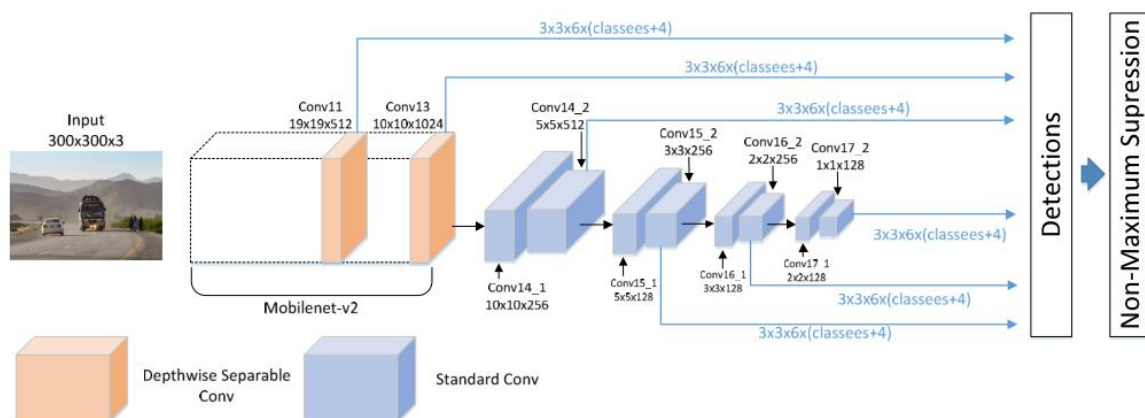 3x3x6x(classees+4)
3x3x6x(classees+4)
Conv11
19x19x512
Conv13
10x10x1024
Conv14_2
5x5x512
3x3x6x(classees+4)
Input
300x300x3
Conv15_2
3x3x256
Conv16_2
2x2x256
Conv17_2
1x1x128
3x3x6x(classees+4)
Conv14_1
10x10x256
Conv15_1
5x5x128
Conv16_1
3x3x128
Conv17_1
2x2x128
3x3x6x(classees+4)
3x3x6x(classees+4)
Mobilenet-v2
Detections
Non-Maximum Supression
Depthwise Separable
Conv
Standard Conv